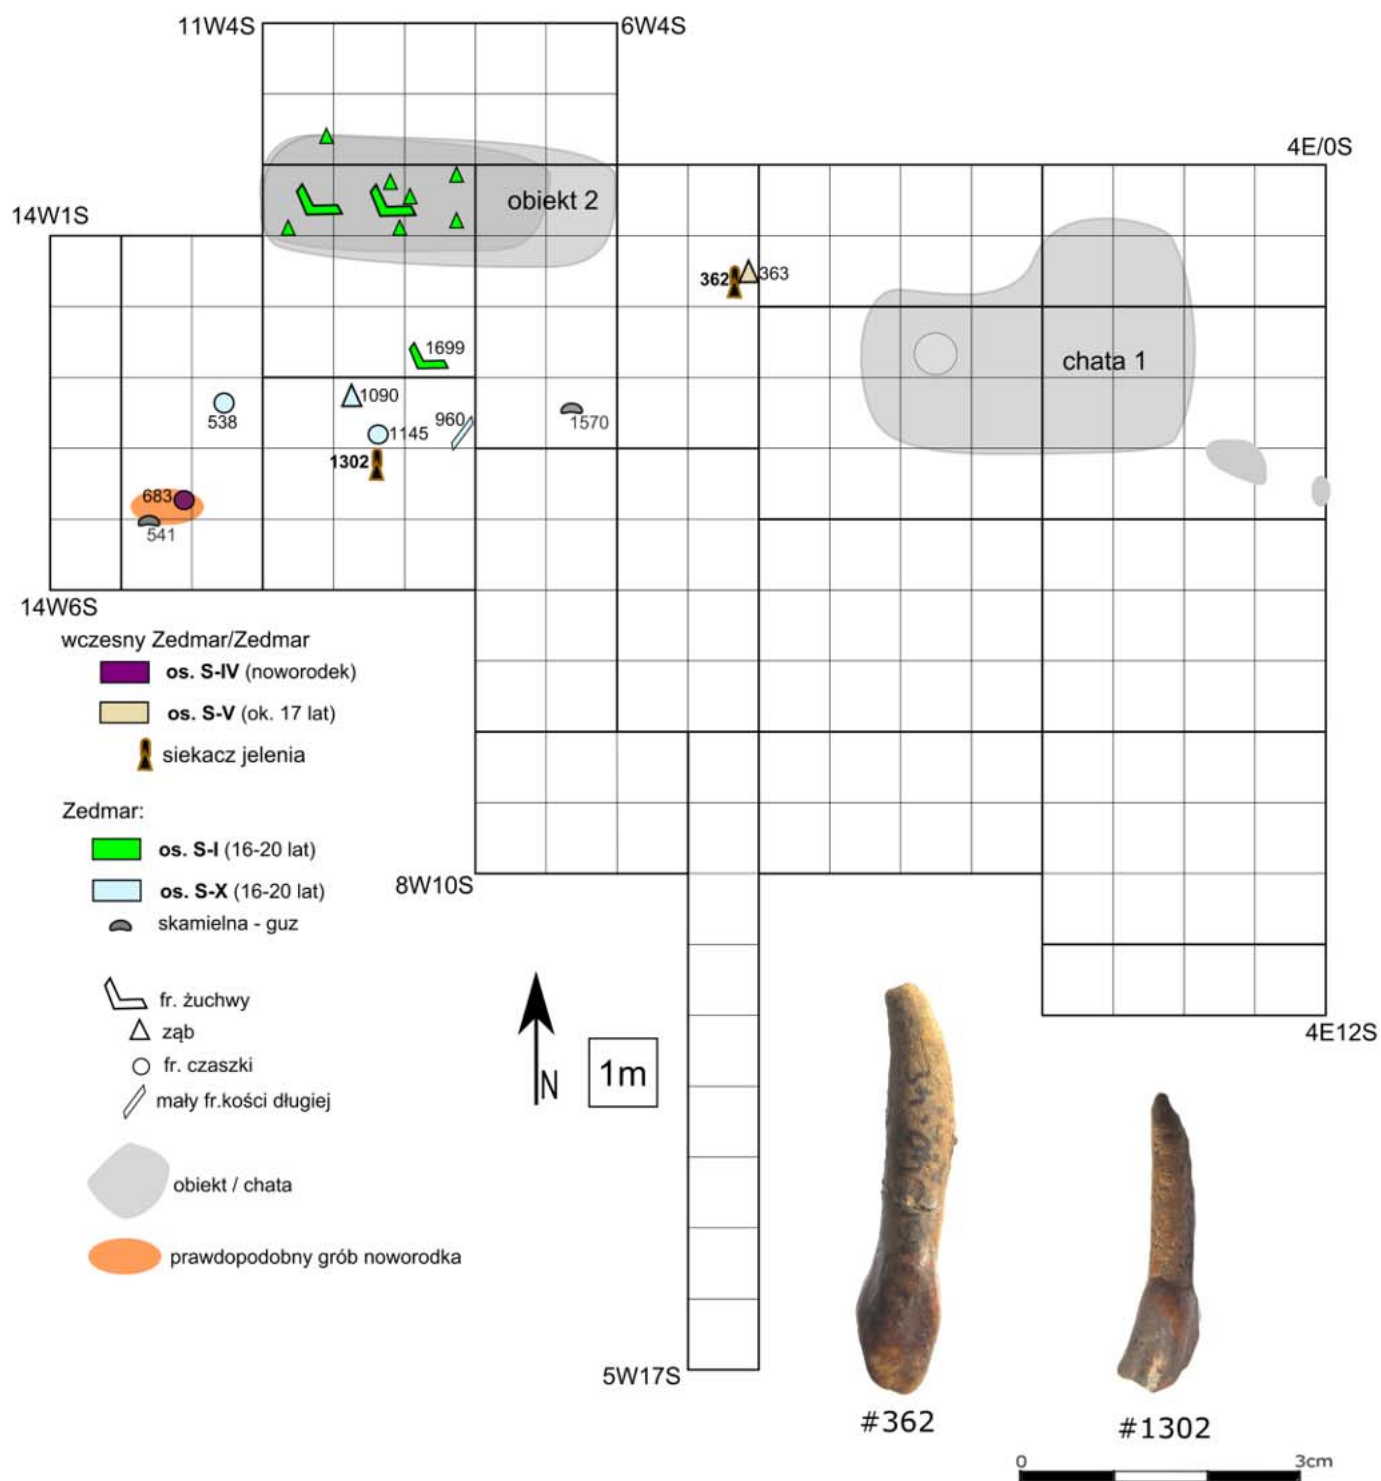 11W4S
6W4S
4E/0S
14W1S
obiekt 2
362
363
chata 1
1699
1090
538
960
1145
1570
1302
683
541
14W6S
wczesny Zedmar/Zedmar
os. S-IV (noworodek)
os. S-V (ok. 17 lat)
siekacz jelenia
Zedmar:
os. S-I (16-20 lat)
os. S-X (16-20 lat)
skamielna - guz
8W10S
fr. żuchwy
ząb
fr. czaszki
mały fr.kości długiej
N
1m
4E12S
obiekt / chata
prawdopodobny grób noworodka
5W17S
#362
#1302
0 3cm